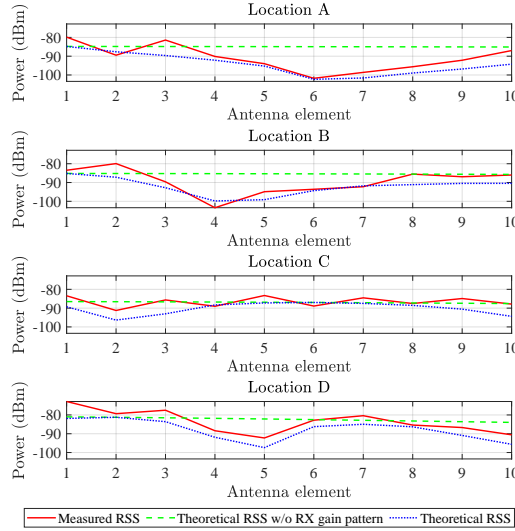 Location A
Power (dBm)
-80
-90
-100
1 2 3 4 5 6 7 8 9 10
Antenna element
Location B
Power (dBm)
-80
-90
-100
1 2 3 4 5 6 7 8 9 10
Antenna element
Location C
Power (dBm)
-80
-90
-100
1 2 3 4 5 6 7 8 9 10
Antenna element
Location D
Power (dBm)
-80
-90
-100
1 2 3 4 5 6 7 8 9 10
Antenna element
Measured RSS Theoretical RSS w/o RX gain pattern Theoretical RSS